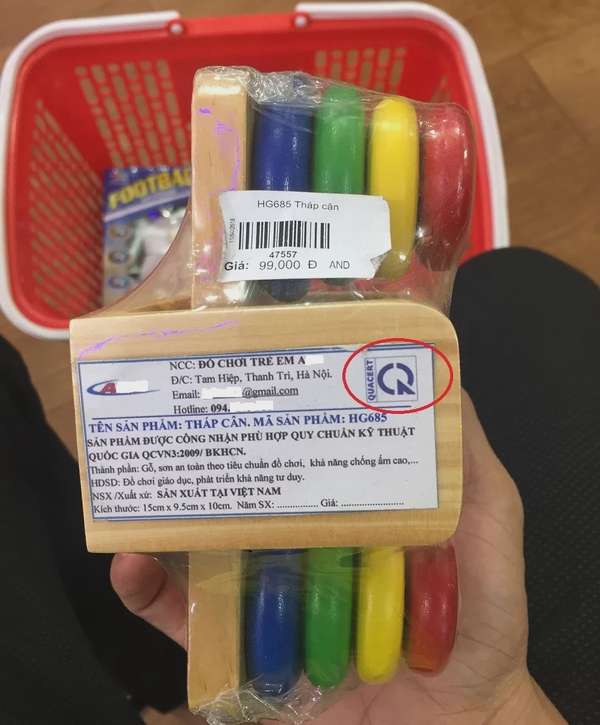 FOOTBA
HG685 Tháp cân
47557
Giá: 99,000 Đ AND
NCC: ĐỒ CHƠI TRẺ EM A
Đ/C: Tam Hiệp, Thanh Trì, Hà Nội.
Email: @gmail.com
Hotline: 094.
QUACERT
TÊN SẢN PHẨM: THÁP CÂN. MÃ SẢN PHẨM: HG685
SẢN PHẨM ĐƯỢC CÔNG NHẬN PHÙ HỢP QUY CHUẨN KỸ THUẬT
QUỐC GIA QCVN3:2009/ BKHCN.
Thành phần: Gỗ, sơn an toàn theo tiêu chuẩn đồ chơi, khả năng chống ẩm cao,...
HDSD: Đồ chơi giáo dục, phát triển khả năng tư duy.
NSX /Xuất xứ: SẢN XUẤT TẠI VIỆT NAM
Kích thước: 15cm x 9.5cm x 10cm. Năm SX: ............... Giá: ...............